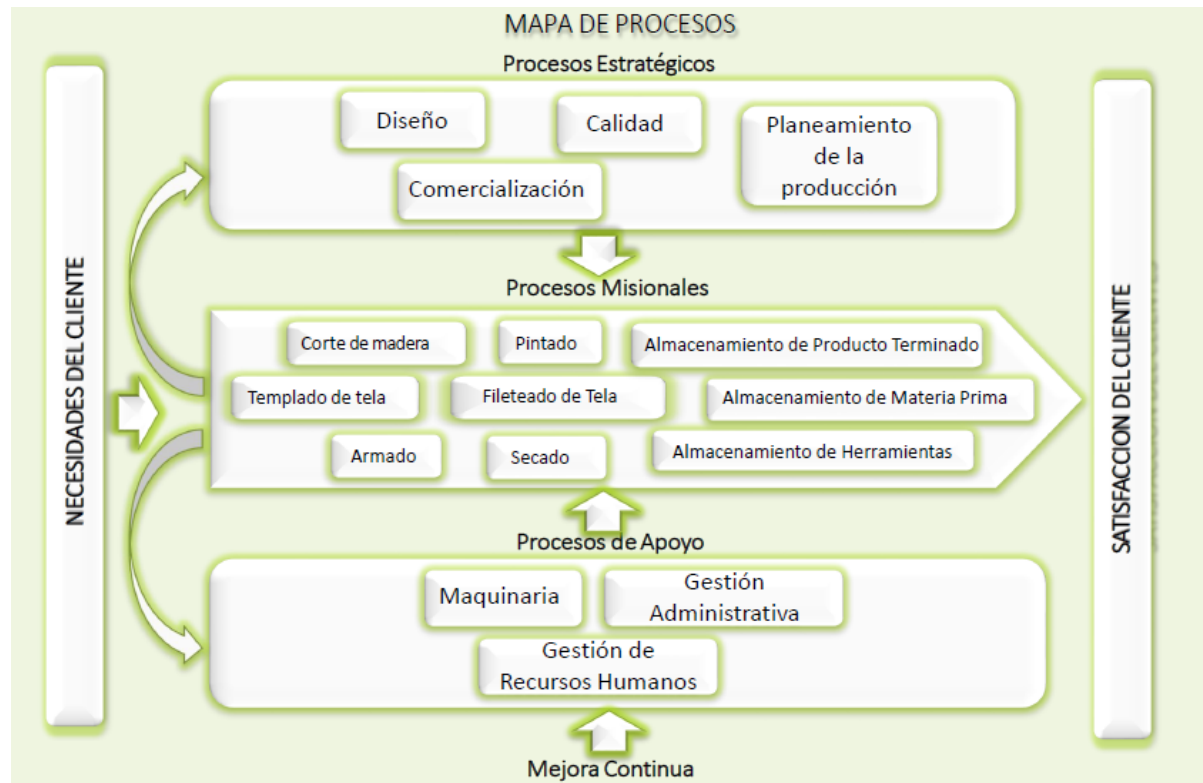 MAPA DE PROCESOS
Procesos Estratégicos
Diseño
Calidad
Planeamiento
de la
producción
Comercialización
NECESIDADES DEL CLIENTE
Procesos Misionales
Corte de madera
Pintado
Almacenamiento de Producto Terminado
Templado de tela
Fileteado de Tela
Almacenamiento de Materia Prima
Armado
Secado
Almacenamiento de Herramientas
SATISFACCION DEL CLIENTE
Procesos de Apoyo
Maquinaria
Gestión
Administrativa
Gestión de
Recursos Humanos
Mejora Continua